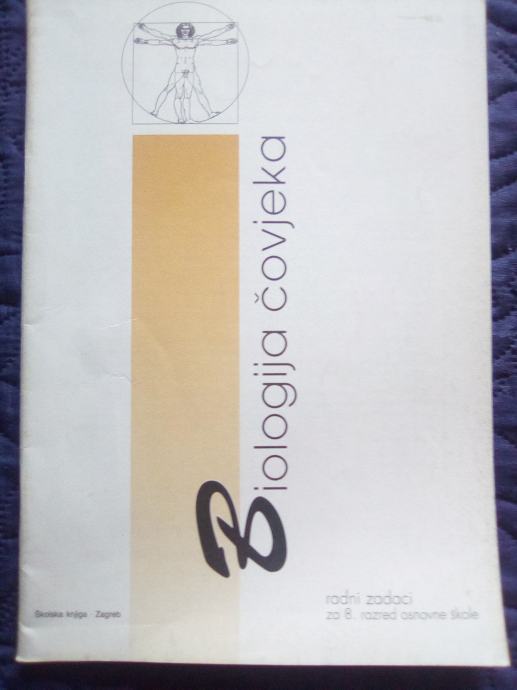 Biologija čovjeka
radni zadaci
za 8. razred osnovne škole
Školska knjiga · Zagreb